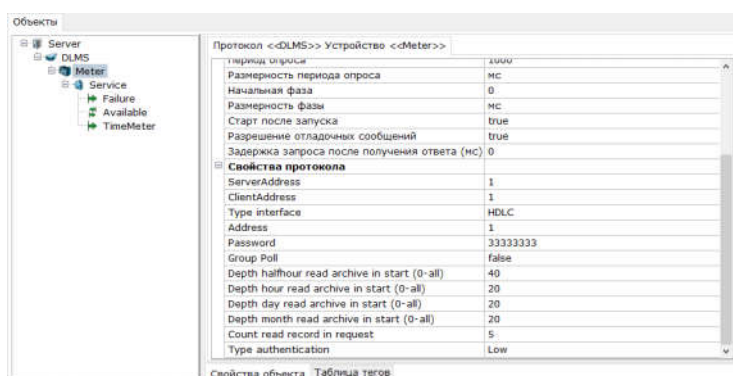 Объекты
Server
DLMS
Meter
Service
Failure
Available
TimeMeter
Протокол <<DLMS>> Устройство <<Meter>>
Период опроса 1000
Размерность периода опроса мс
Начальная фаза 0
Размерность фазы мс
Старт после запуска true
Разрешение отладочных сообщений true
Задержка запроса после получения ответа (мс) 0
Свойства протокола
ServerAddress 1
ClientAddress 1
Type interface HDLC
Address 1
Password 33333333
Group Poll false
Depth halfhour read archive in start (0-all) 40
Depth hour read archive in start (0-all) 20
Depth day read archive in start (0-all) 20
Depth month read archive in start (0-all) 20
Count read record in request 5
Type authentication Low
Свойства объекта Таблица тегов